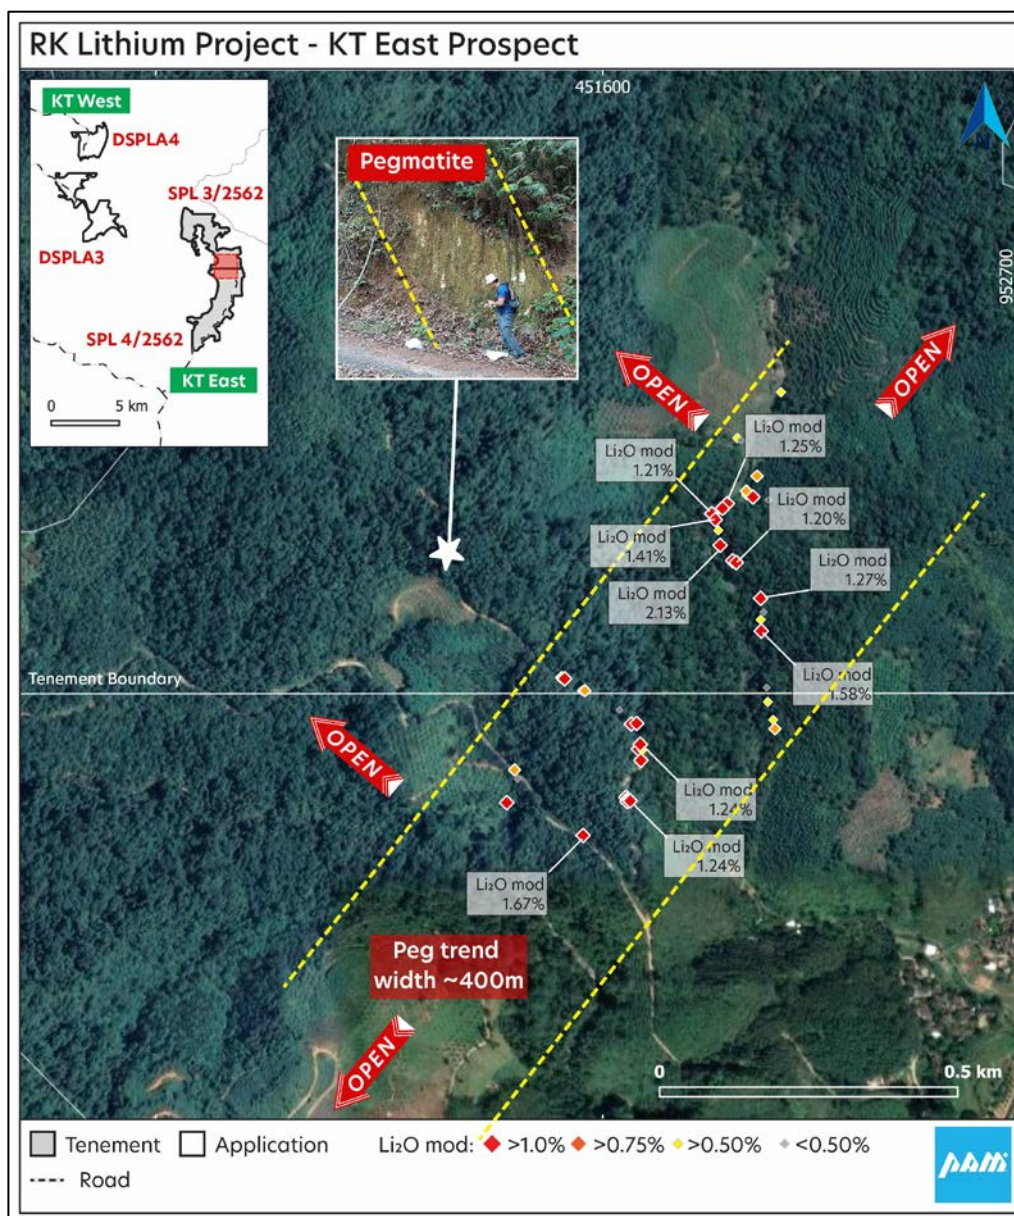 RK Lithium Project - KT East Prospect
451600
952700
N
KT West
DSPLA4
SPL 3/2562
DSPLA3
SPL 4/2562
KT East
0 5 km
Pegmatite
OPEN
OPEN
Li₂O mod
1.25%
Li₂O mod
1.21%
Li₂O mod
1.20%
Li₂O mod
1.41%
Li₂O mod
1.27%
Li₂O mod
2.13%
Li₂O mod
1.58%
Tenement Boundary
OPEN
Li₂O mod
1.24%
Li₂O mod
1.24%
Li₂O mod
1.67%
Peg trend
width ~400m
OPEN
0 0.5 km
Tenement Application Li₂O mod: >1.0% >0.75% >0.50% <0.50%
Road
PAM